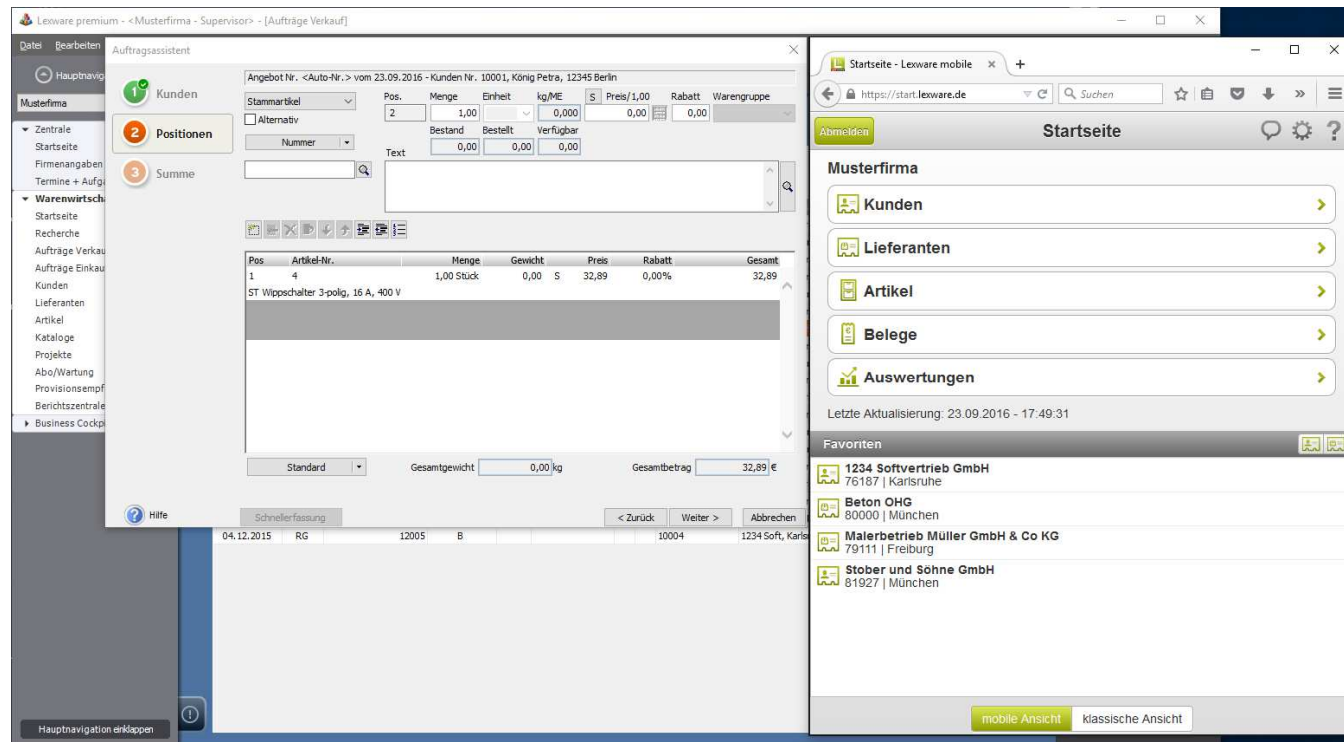 Lexware premium - <Musterfirma - Supervisor> - [Aufträge Verkauf]
Datei Bearbeiten
Hauptnavig
Musterfirma
Zentrale
Startseite
Firmenangaben
Termine + Aufga
Warenwirtscha
Startseite
Recherche
Aufträge Verkau
Aufträge Einkau
Kunden
Lieferanten
Artikel
Kataloge
Projekte
Abo/Wartung
Provisionsempf
Berichtszentrale
Business Cockp
Hauptnavigation einklappen
Auftragsassistent
1 Kunden
2 Positionen
3 Summe
Angebot Nr. <Auto-Nr.> vom 23.09.2016 - Kunden Nr. 10001, König Petra, 12345 Berlin
Stammartikel
Alternativ
Nummer
Pos. Menge Einheit kg/ME S Preis/1,00 Rabatt Warengruppe
2 1,00 0,000 0,00 0,00
Bestand Bestellt Verfügbar
0,00 0,00 0,00
Text
Pos Artikel-Nr. Menge Gewicht Preis Rabatt Gesamt
1 4 1,00 Stück 0,00 S 32,89 0,00% 32,89
ST Wippschalter 3-polig, 16 A, 400 V
Standard Gesamtgewicht 0,00 kg Gesamtbetrag 32,89 €
Hilfe Schnellerfassung < Zurück Weiter > Abbrechen
04.12.2015 RG 12005 B 10004 1234 Soft, Karls
Startseite - Lexware mobile
https://start.lexware.de Suchen
Abmelden Startseite
Musterfirma
Kunden
Lieferanten
Artikel
Belege
Auswertungen
Letzte Aktualisierung: 23.09.2016 - 17:49:31
Favoriten
1234 Softvertrieb GmbH
76187 | Karlsruhe
Beton OHG
80000 | München
Malerbetrieb Müller GmbH & Co KG
79111 | Freiburg
Stober und Söhne GmbH
81927 | München
mobile Ansicht klassische Ansicht